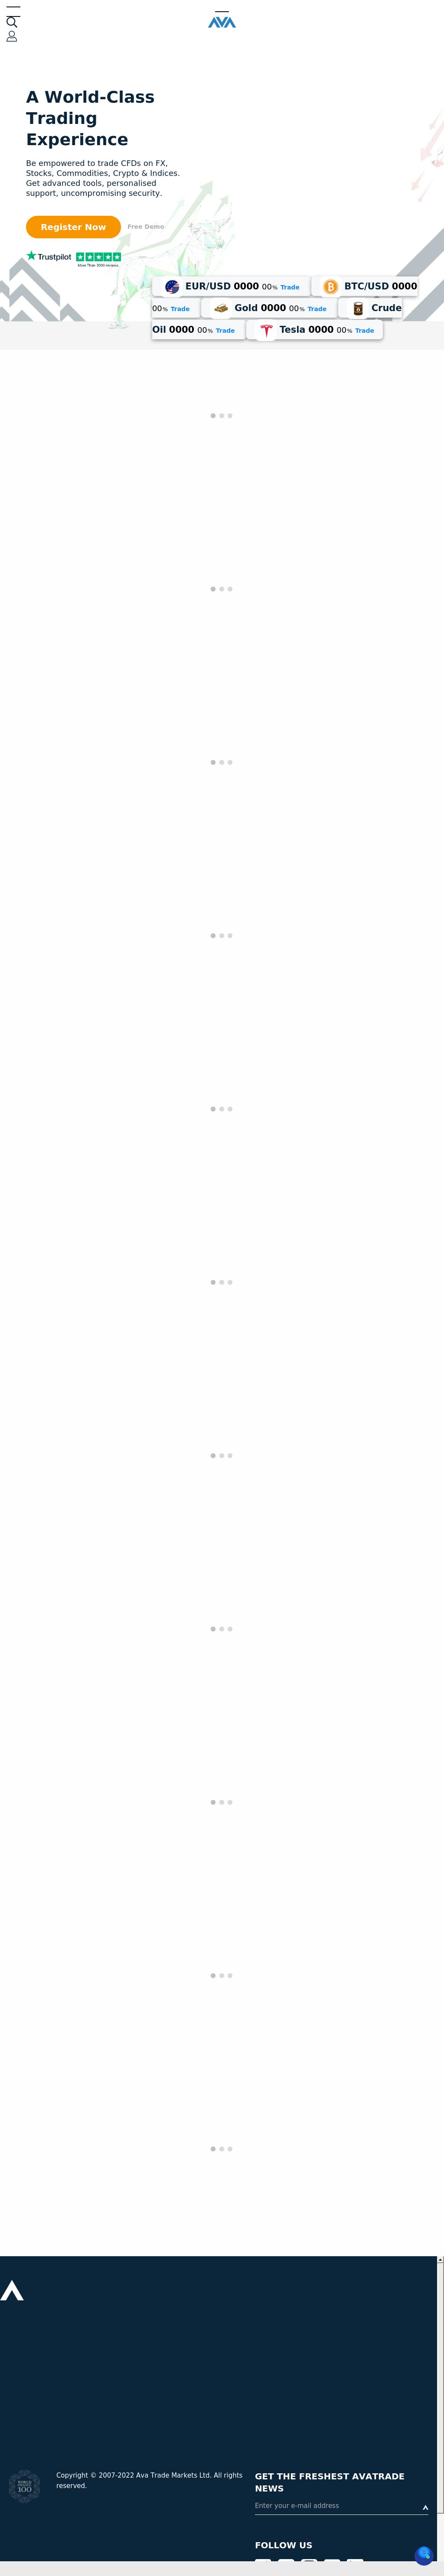 AVA
A World-Class
Trading
Experience
Be empowered to trade CFDs on FX,
Stocks, Commodities, Crypto & Indices.
Get advanced tools, personalised
support, uncompromising security.
Register Now Free Demo
Trustpilot
More Than 3000 reviews
EUR/USD 0000 00% Trade BTC/USD 0000
00% Trade Gold 0000 00% Trade Crude
Oil 0000 00% Trade Tesla 0000 00% Trade
WORLD
FINANCE
100
Copyright © 2007-2022 Ava Trade Markets Ltd. All rights
reserved.
GET THE FRESHEST AVATRADE
NEWS
Enter your e-mail address
FOLLOW US